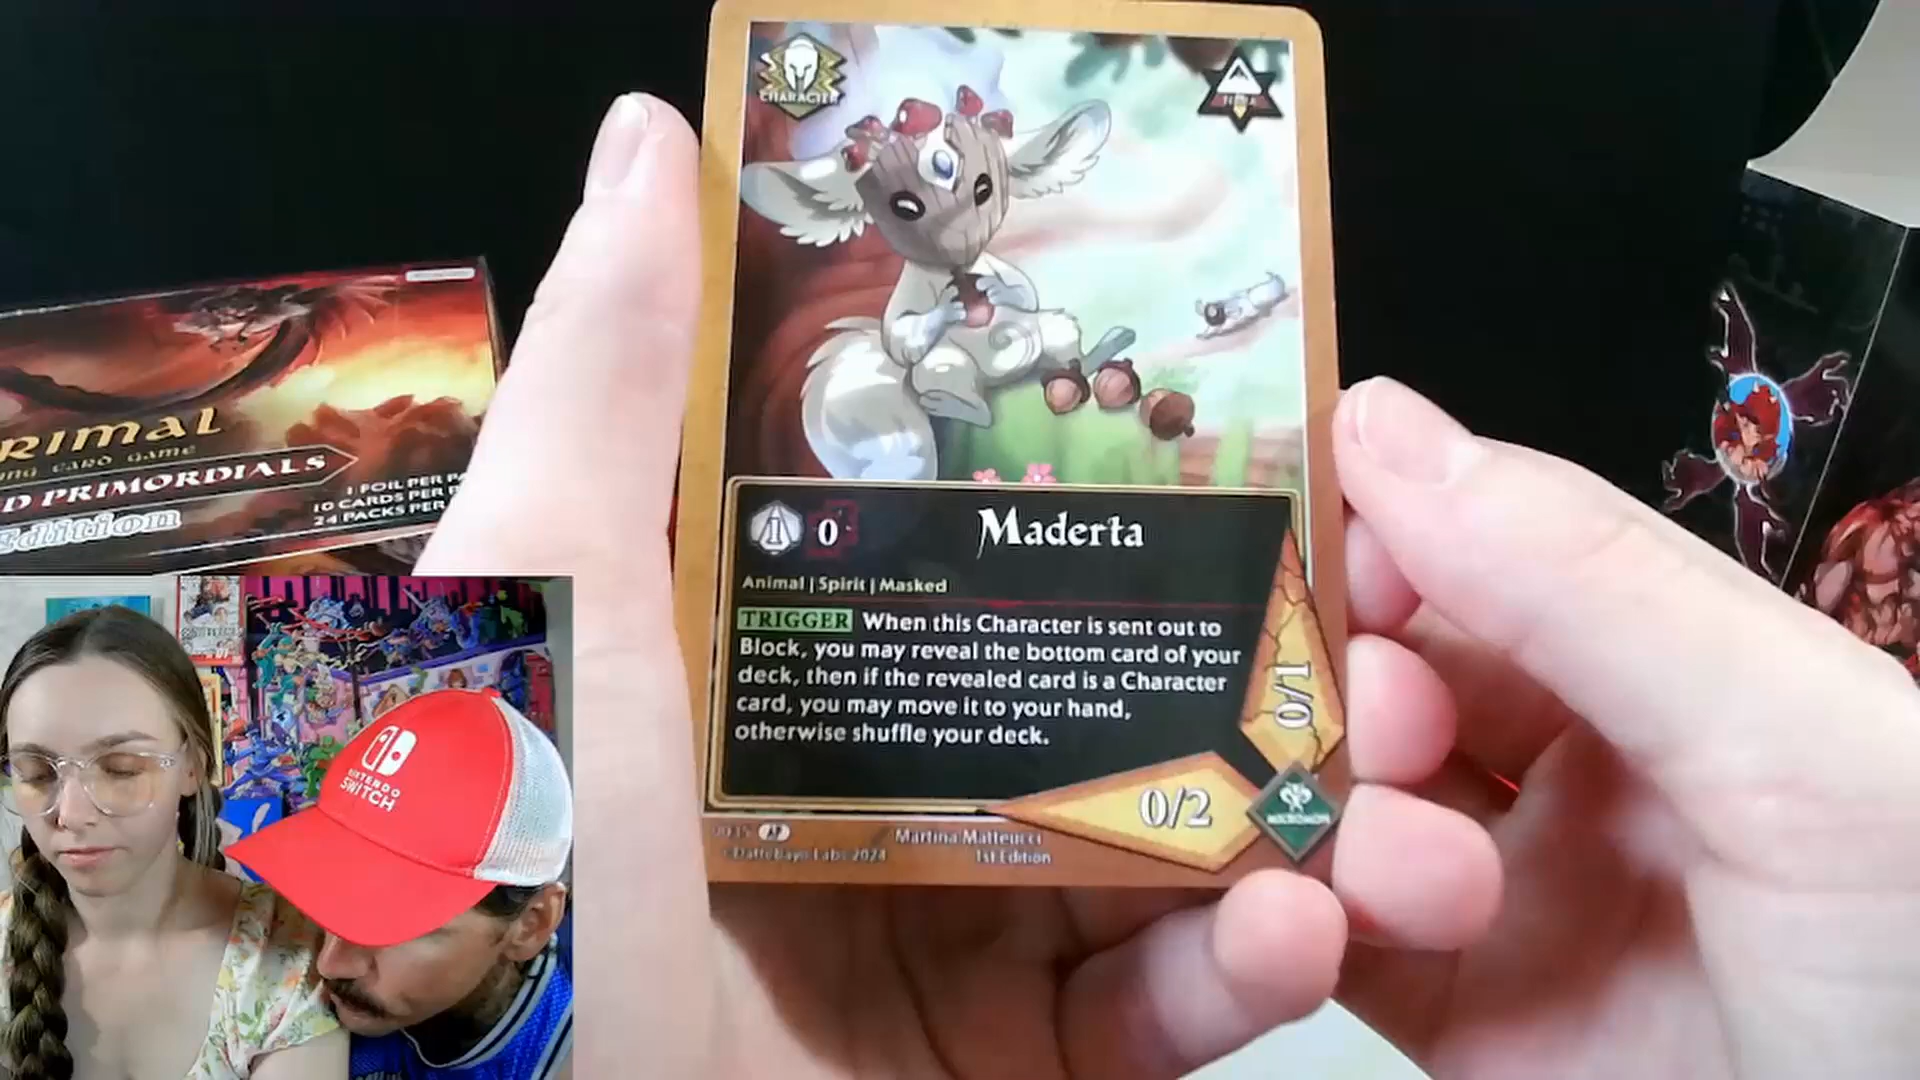 CHARACTER
RIMAL
ING CARD GAME
D PRIMORDIALS
Edition
1 FOIL PER P
10 CARDS PER P
24 PACKS PER
I 0 Maderta
Animal | Spirit | Masked
TRIGGER When this Character is sent out to
Block, you may reveal the bottom card of your
deck, then if the revealed card is a Character
card, you may move it to your hand,
otherwise shuffle your deck.
0/1
0/2
Martina Matteucci
1st Edition
NINTENDO
SWITCH